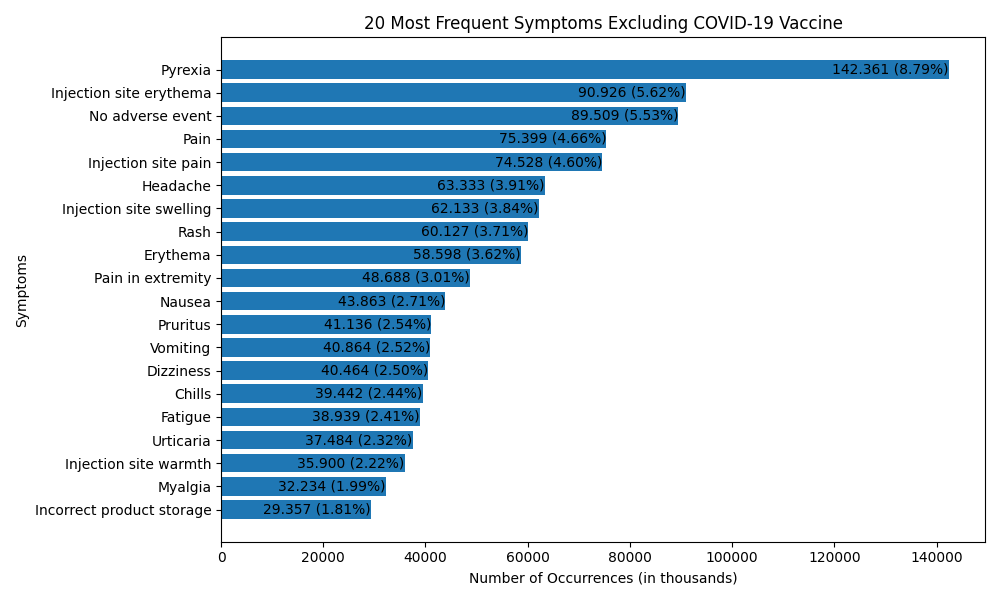 20 Most Frequent Symptoms Excluding COVID-19 Vaccine
Symptoms
Pyrexia 142.361 (8.79%)
Injection site erythema 90.926 (5.62%)
No adverse event 89.509 (5.53%)
Pain 75.399 (4.66%)
Injection site pain 74.528 (4.60%)
Headache 63.333 (3.91%)
Injection site swelling 62.133 (3.84%)
Rash 60.127 (3.71%)
Erythema 58.598 (3.62%)
Pain in extremity 48.688 (3.01%)
Nausea 43.863 (2.71%)
Pruritus 41.136 (2.54%)
Vomiting 40.864 (2.52%)
Dizziness 40.464 (2.50%)
Chills 39.442 (2.44%)
Fatigue 38.939 (2.41%)
Urticaria 37.484 (2.32%)
Injection site warmth 35.900 (2.22%)
Myalgia 32.234 (1.99%)
Incorrect product storage 29.357 (1.81%)
0 20000 40000 60000 80000 100000 120000 140000
Number of Occurrences (in thousands)